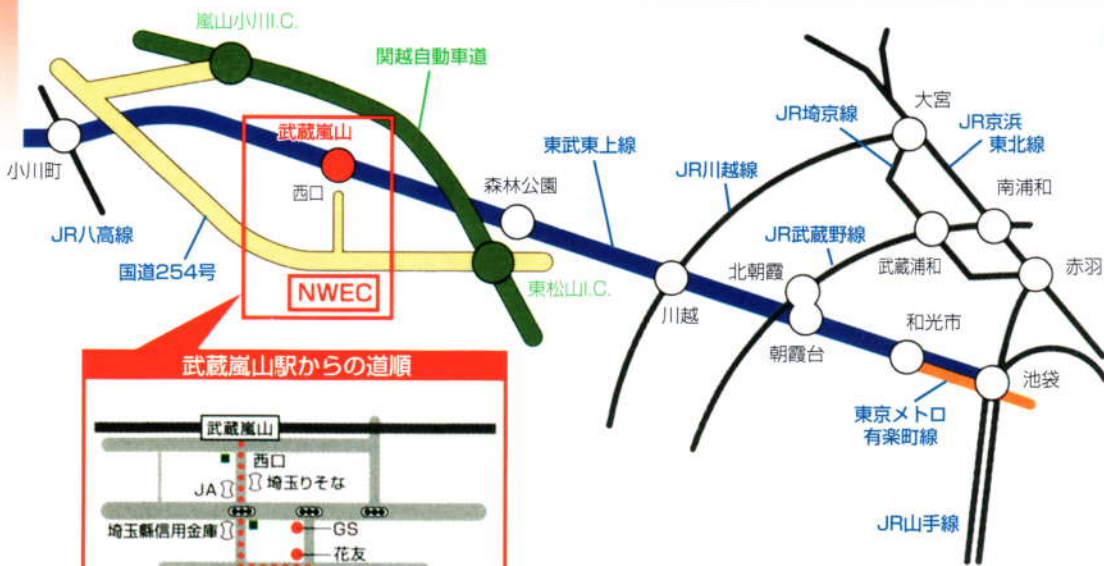 嵐山小川I.C.
関越自動車道
武蔵嵐山
西口
小川町
JR八高線
国道254号
NWEC
森林公園
東松山I.C.
東武東上線
JR川越線
JR埼京線
大宮
JR京浜
東北線
南浦和
JR武蔵野線
武蔵浦和
赤羽
北朝霞
川越
朝霞台
和光市
池袋
東京メトロ
有楽町線
JR山手線
武蔵嵐山駅からの道順
武蔵嵐山
西口
JA
埼玉りそな
埼玉縣信用金庫
GS
花友